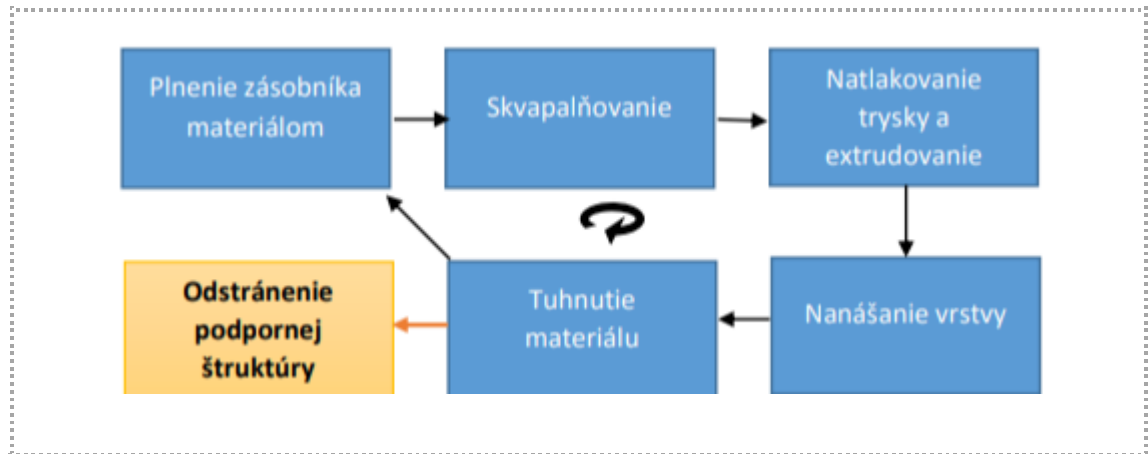 Plnenie zásobníka
materiálom
Skvapalňovanie
Natlakovanie
trysky a
extrudovanie
Odstránenie
podpornej
štruktúry
Tuhnutie
materiálu
Nanášanie vrstvy